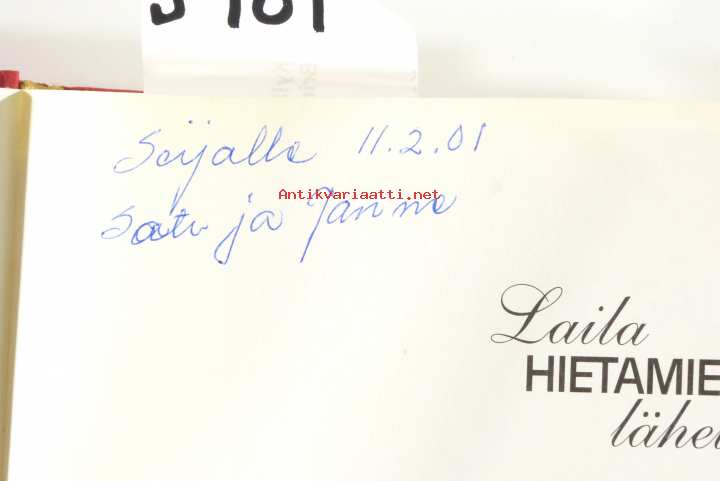 Seijalle 11.2.01
Antikvariaatti.net
Satu ja Janne
Laila
HIETAMIE
lähe